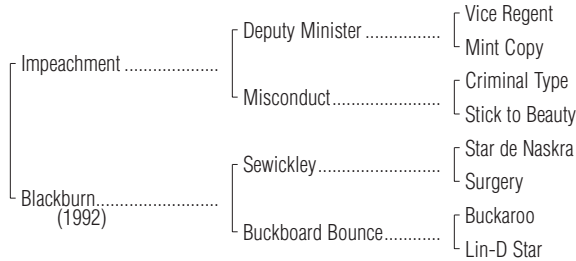 Vice Regent
Deputy Minister ................
Mint Copy
Impeachment ....................
Criminal Type
Misconduct.......................
Stick to Beauty
Star de Naskra
Sewickley..........................
Surgery
Blackburn..........................
(1992)
Buckaroo
Buckboard Bounce............
Lin-D Star